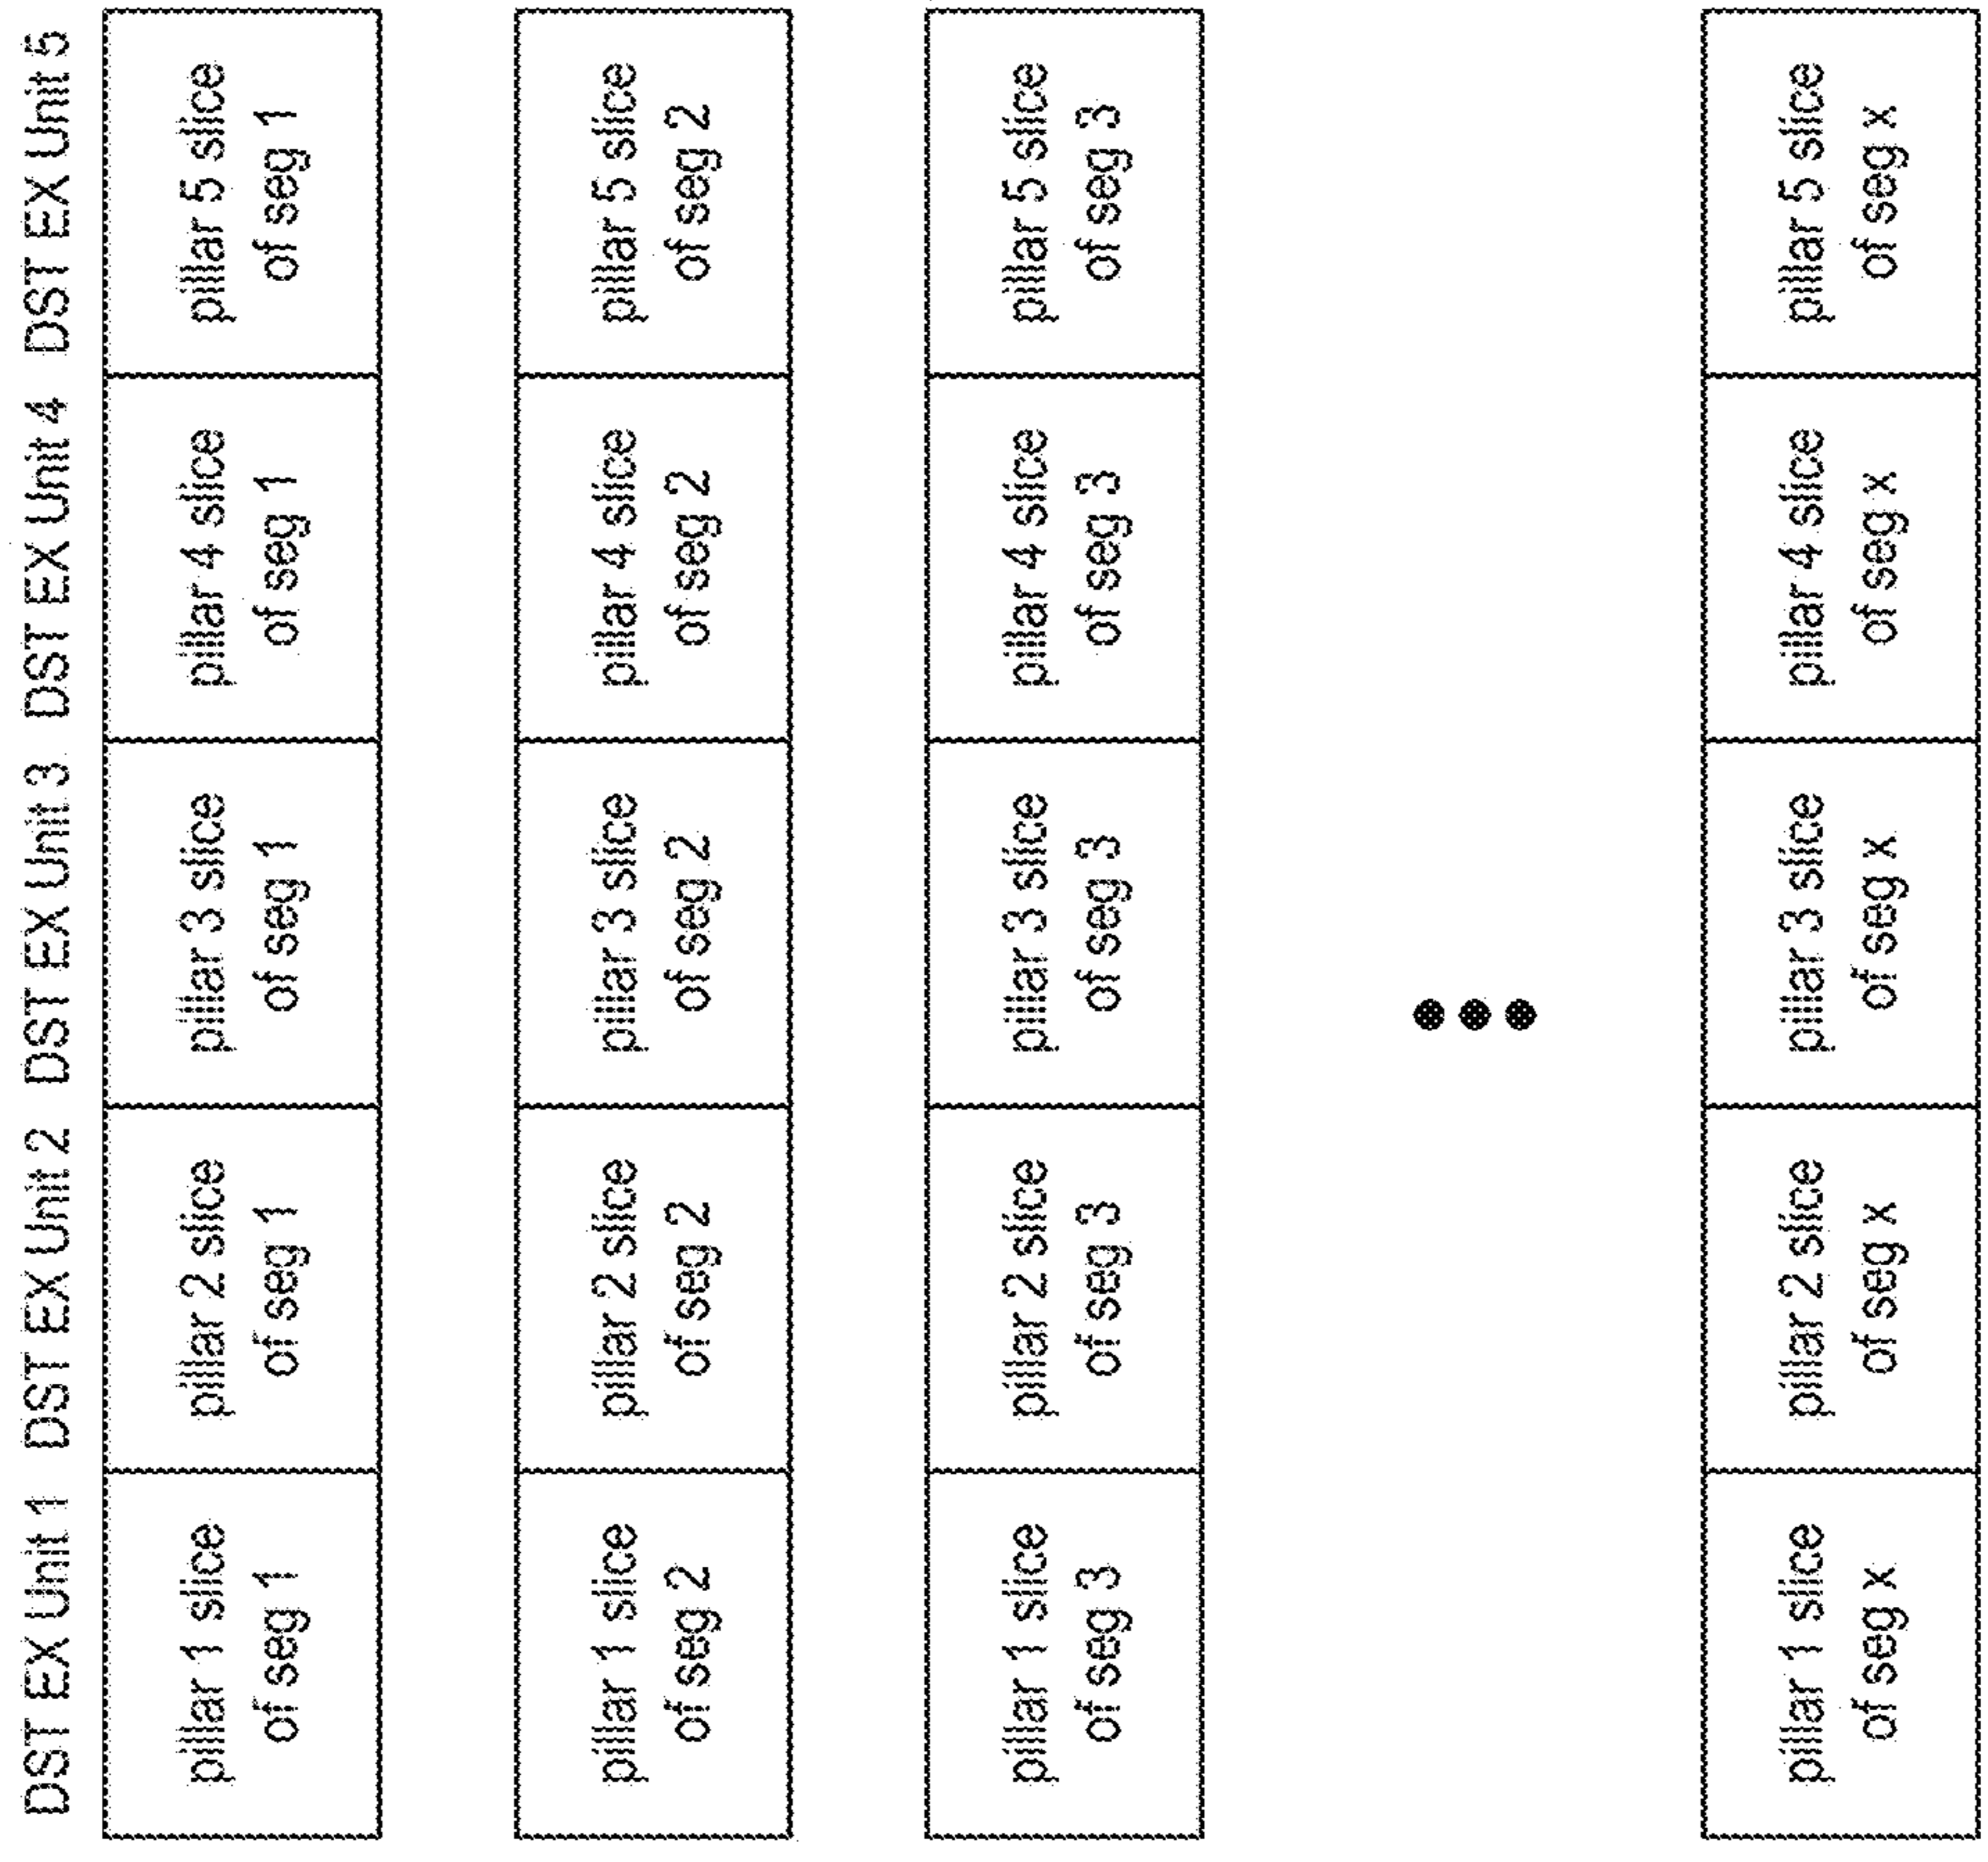 DST EX Unit 1 DST EX Unit 2 DST EX Unit 3 DST EX Unit 4 DST EX Unit 5
pillar 1 slice
of seg 1
pillar 2 slice
of seg 1
pillar 3 slice
of seg 1
pillar 4 slice
of seg 1
pillar 5 slice
of seg 1
pillar 1 slice
of seg 2
pillar 2 slice
of seg 2
pillar 3 slice
of seg 2
pillar 4 slice
of seg 2
pillar 5 slice
of seg 2
pillar 1 slice
of seg 3
pillar 2 slice
of seg 3
pillar 3 slice
of seg 3
pillar 4 slice
of seg 3
pillar 5 slice
of seg 3
pillar 1 slice
of seg x
pillar 2 slice
of seg x
pillar 3 slice
of seg x
pillar 4 slice
of seg x
pillar 5 slice
of seg x